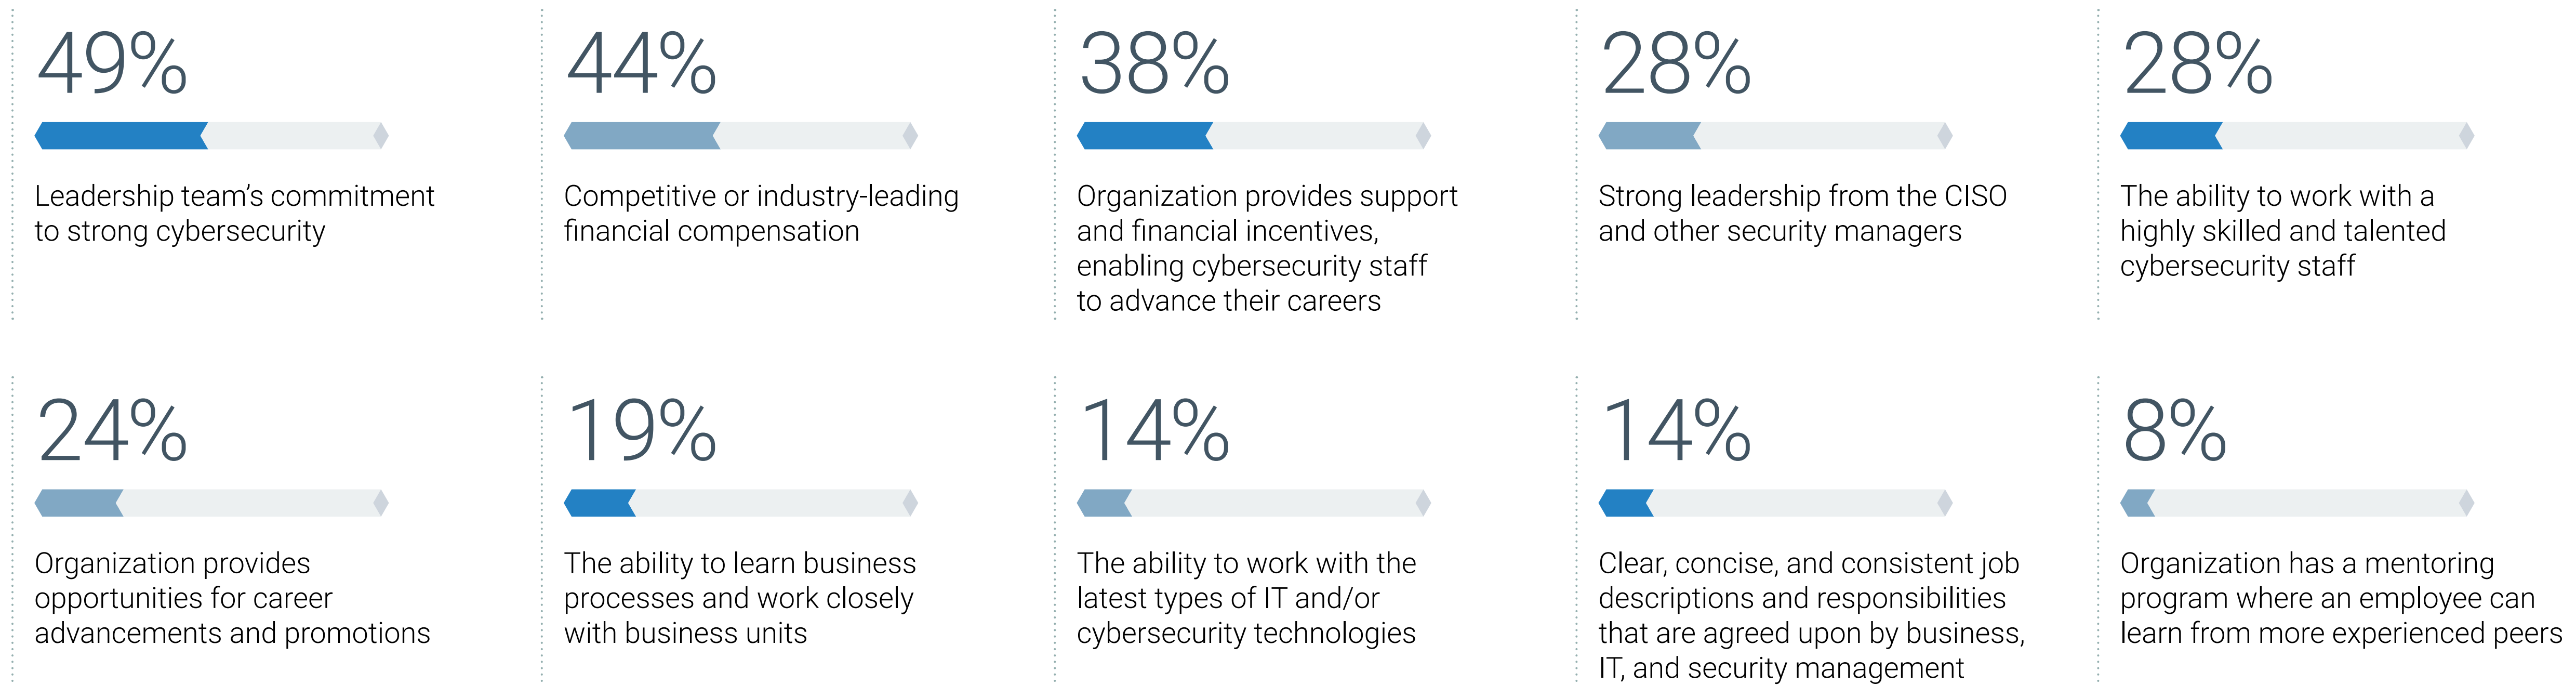 49%
Leadership team’s commitment
to strong cybersecurity
44%
Competitive or industry-leading
financial compensation
38%
Organization provides support
and financial incentives,
enabling cybersecurity staff
to advance their careers
28%
Strong leadership from the CISO
and other security managers
28%
The ability to work with a
highly skilled and talented
cybersecurity staff
24%
Organization provides
opportunities for career
advancements and promotions
19%
The ability to learn business
processes and work closely
with business units
14%
The ability to work with the
latest types of IT and/or
cybersecurity technologies
14%
Clear, concise, and consistent job
descriptions and responsibilities
that are agreed upon by business,
IT, and security management
8%
Organization has a mentoring
program where an employee can
learn from more experienced peers